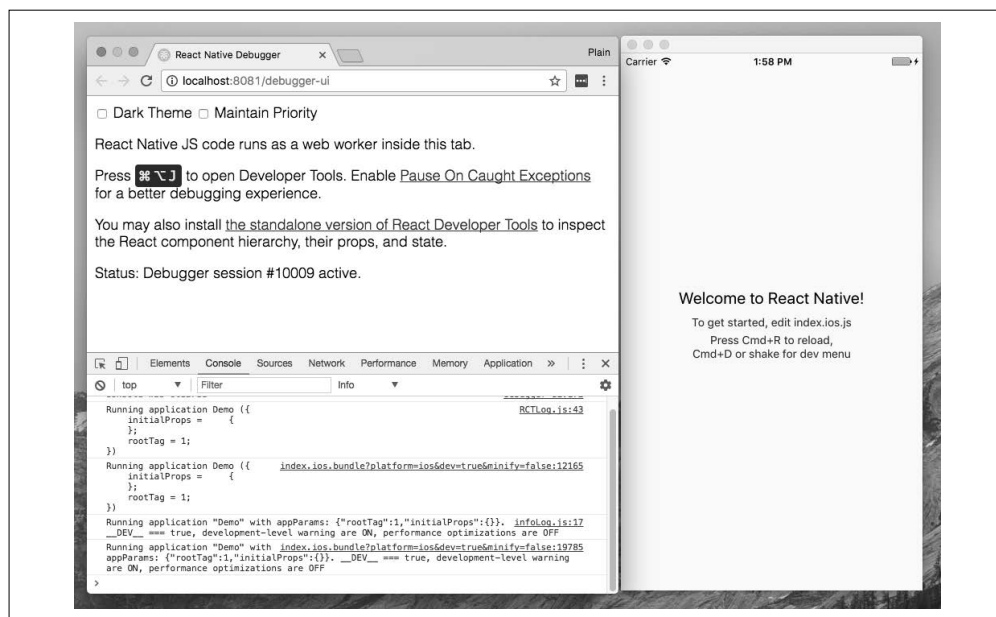 React Native Debugger
Plain
localhost:8081/debugger-ui
Dark Theme Maintain Priority
React Native JS code runs as a web worker inside this tab.
Press ⌘⌥J to open Developer Tools. Enable Pause On Caught Exceptions
for a better debugging experience.
You may also install the standalone version of React Developer Tools to inspect
the React component hierarchy, their props, and state.
Status: Debugger session #10009 active.
Elements Console Sources Network Performance Memory Application »
top Filter Info
Running application Demo ({ RCTLog.js:43
initialProps = {
};
rootTag = 1;
})
Running application Demo ({ index.ios.bundle?platform=ios&dev=true&minify=false:12165
initialProps = {
};
rootTag = 1;
})
Running application "Demo" with appParams: {"rootTag":1,"initialProps":{}}. infoLog.js:17
__DEV__ === true, development-level warning are ON, performance optimizations are OFF
Running application "Demo" with index.ios.bundle?platform=ios&dev=true&minify=false:19785
appParams: {"rootTag":1,"initialProps":{}}. __DEV__ === true, development-level warning
are ON, performance optimizations are OFF
>
Carrier 1:58 PM
Welcome to React Native!
To get started, edit index.ios.js
Press Cmd+R to reload,
Cmd+D or shake for dev menu